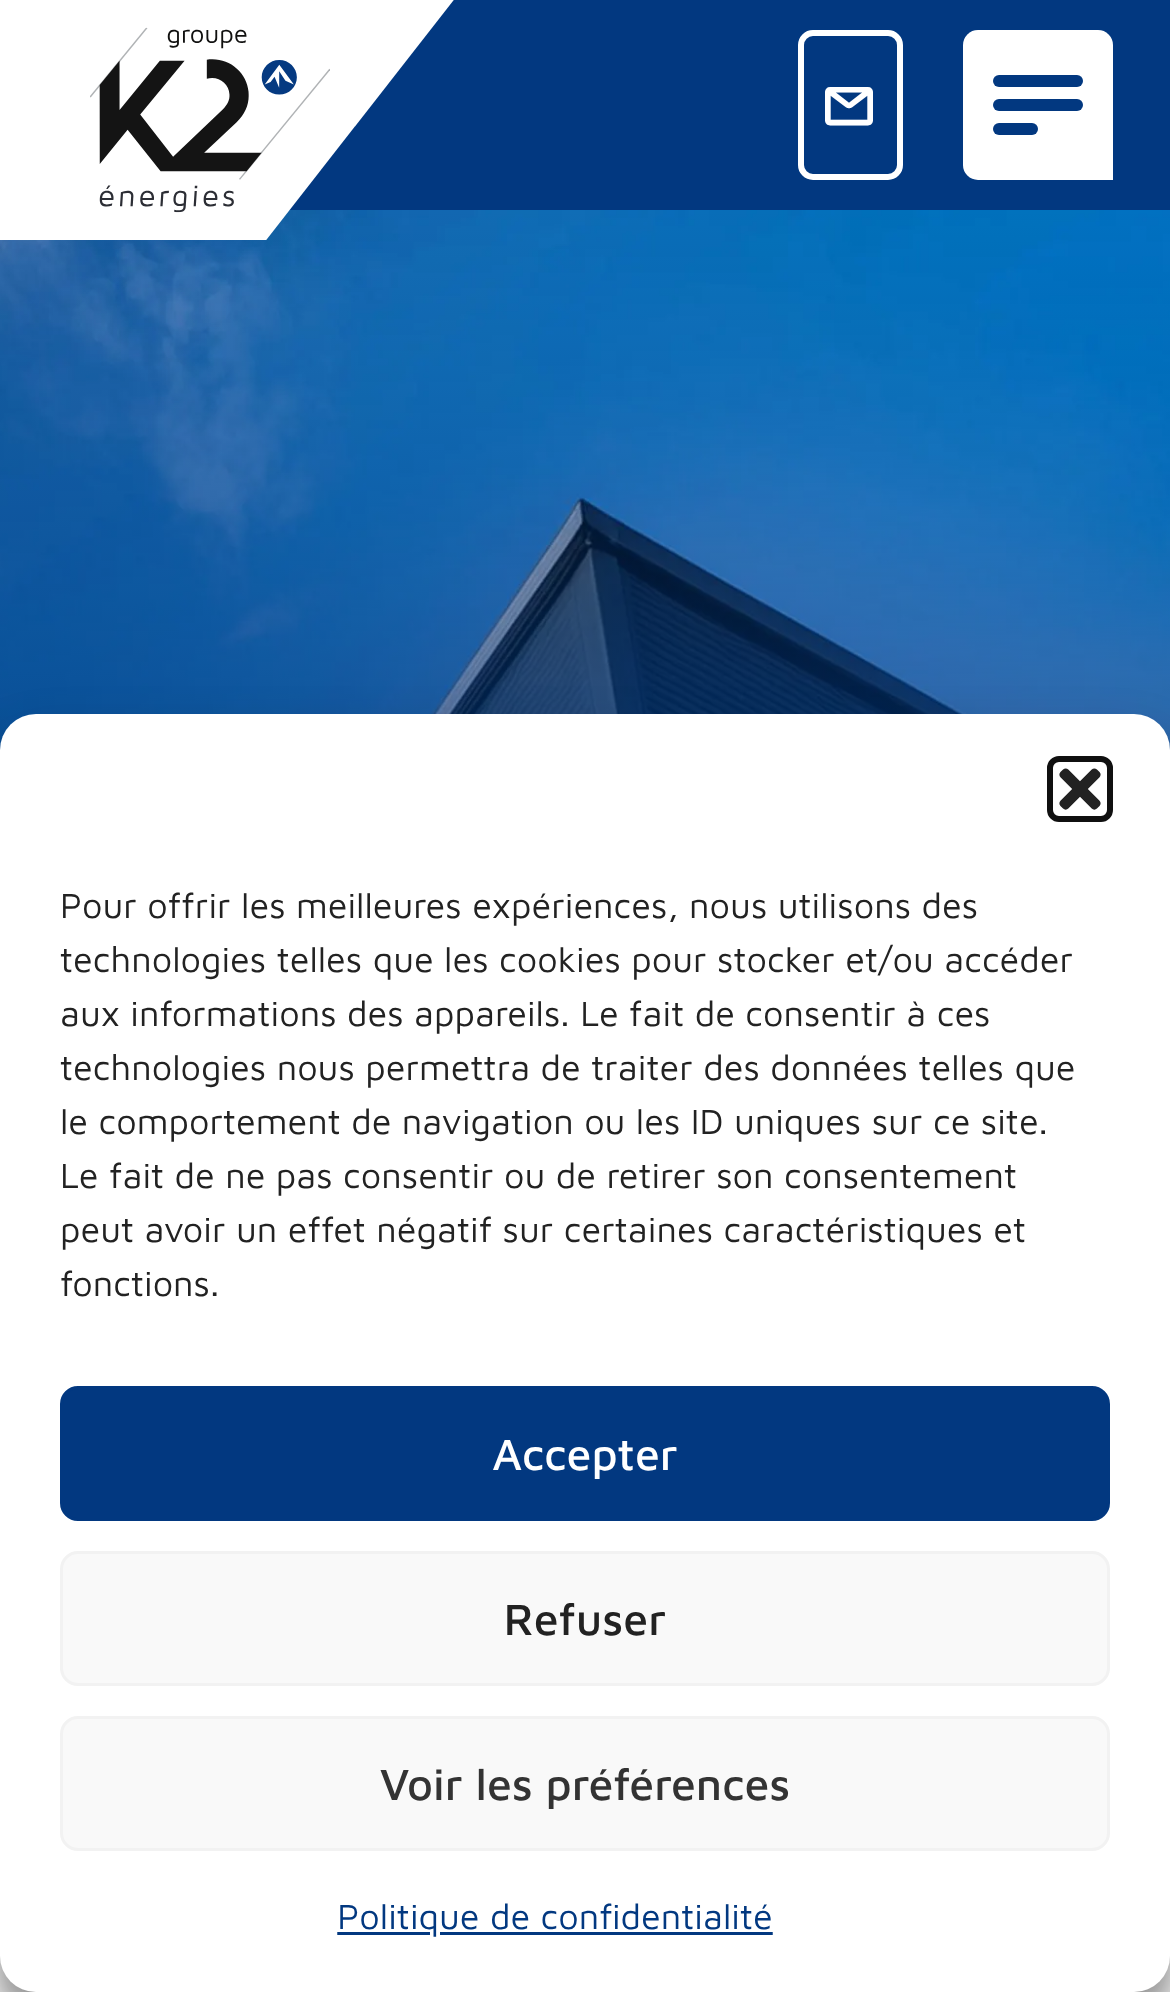 groupe
K2
énergies
Pour offrir les meilleures expériences, nous utilisons des
technologies telles que les cookies pour stocker et/ou accéder
aux informations des appareils. Le fait de consentir à ces
technologies nous permettra de traiter des données telles que
le comportement de navigation ou les ID uniques sur ce site.
Le fait de ne pas consentir ou de retirer son consentement
peut avoir un effet négatif sur certaines caractéristiques et
fonctions.
Accepter
Refuser
Voir les préférences
Politique de confidentialité